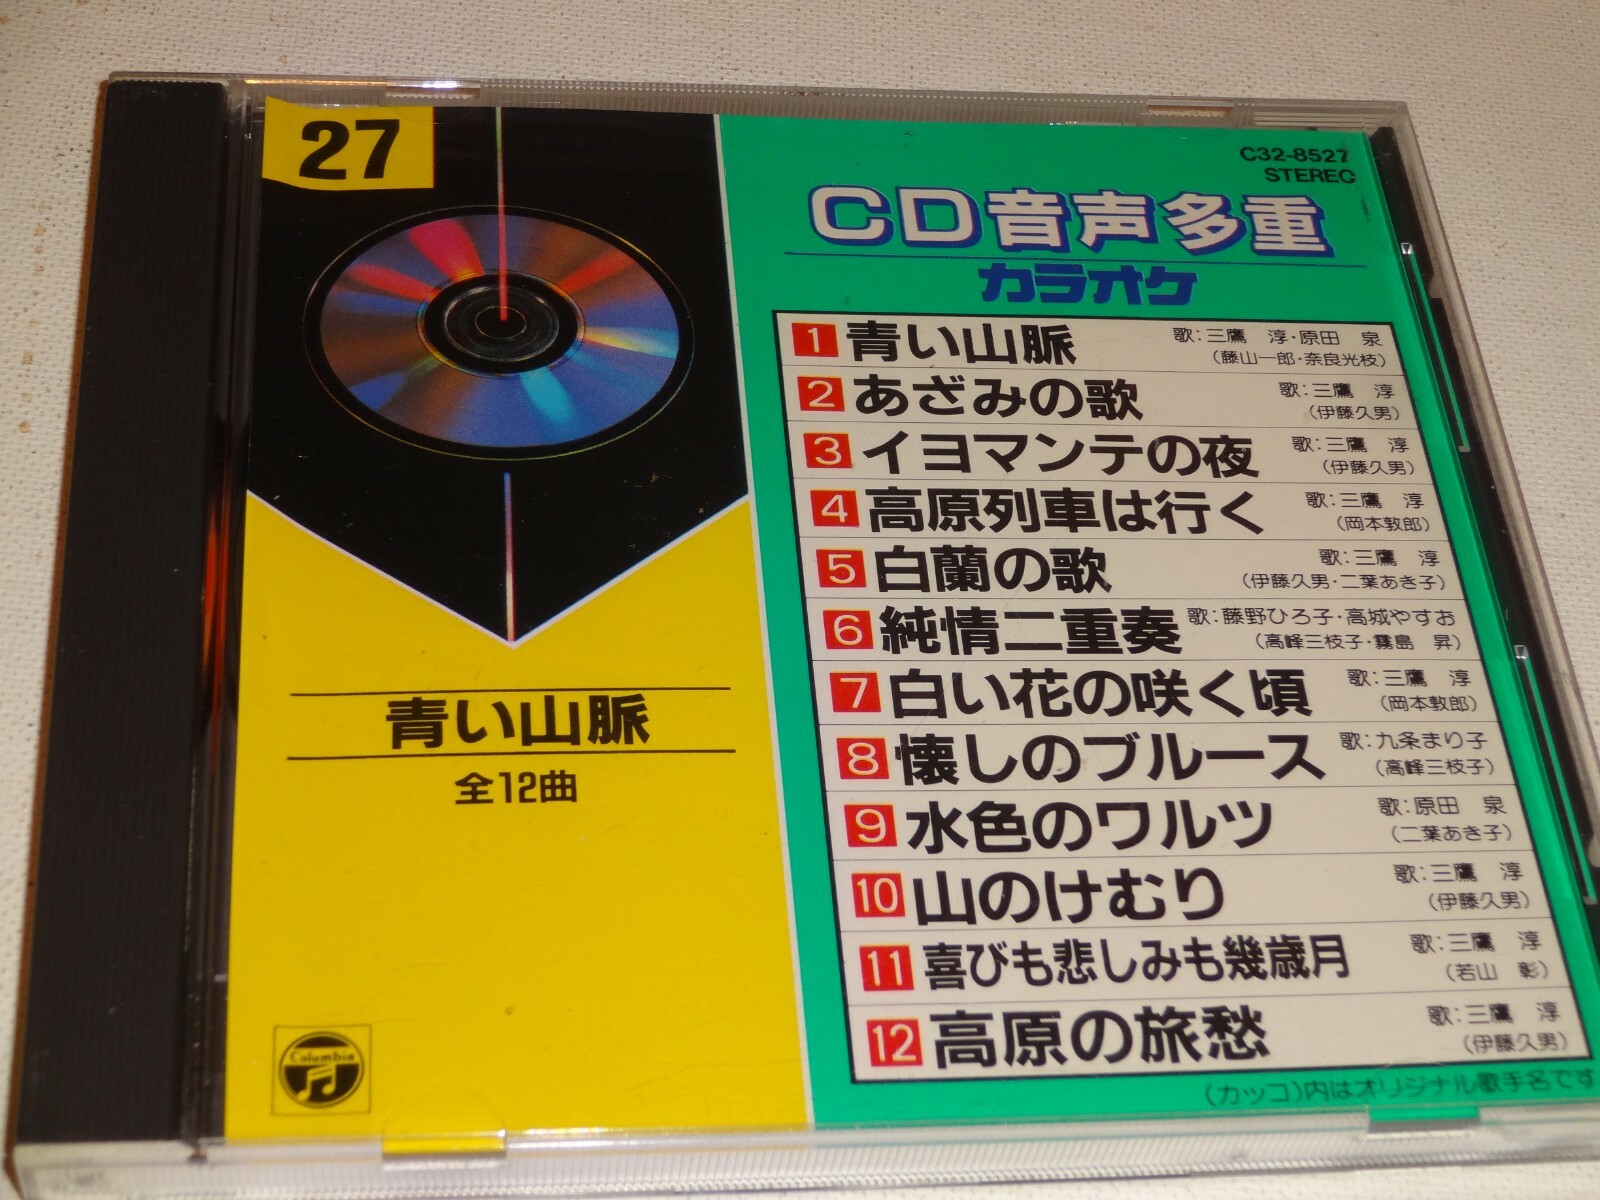 27
青い山脈
全12曲
Columbia
C32-8527
STEREO
CD音声多重
カラオケ
1 青い山脈 歌:三鷹 淳・原田 泉
(藤山一郎・奈良光枝)
2 あざみの歌 歌:三鷹 淳
(伊藤久男)
3 イヨマンテの夜 歌:三鷹 淳
(伊藤久男)
4 高原列車は行く 歌:三鷹 淳
(岡本敦郎)
5 白蘭の歌 歌:三鷹 淳
(伊藤久男・二葉あき子)
6 純情二重奏 歌:藤野ひろ子・高城やすお
(高峰三枝子・霧島 昇)
7 白い花の咲く頃 歌:三鷹 淳
(岡本敦郎)
8 懐しのブルース 歌:九条まり子
(高峰三枝子)
9 水色のワルツ 歌:原田 泉
(二葉あき子)
10 山のけむり 歌:三鷹 淳
(伊藤久男)
11 喜びも悲しみも幾歳月 歌:三鷹 淳
(若山 彰)
12 高原の旅愁 歌:三鷹 淳
(伊藤久男)
(カッコ)内はオリジナル歌手名です